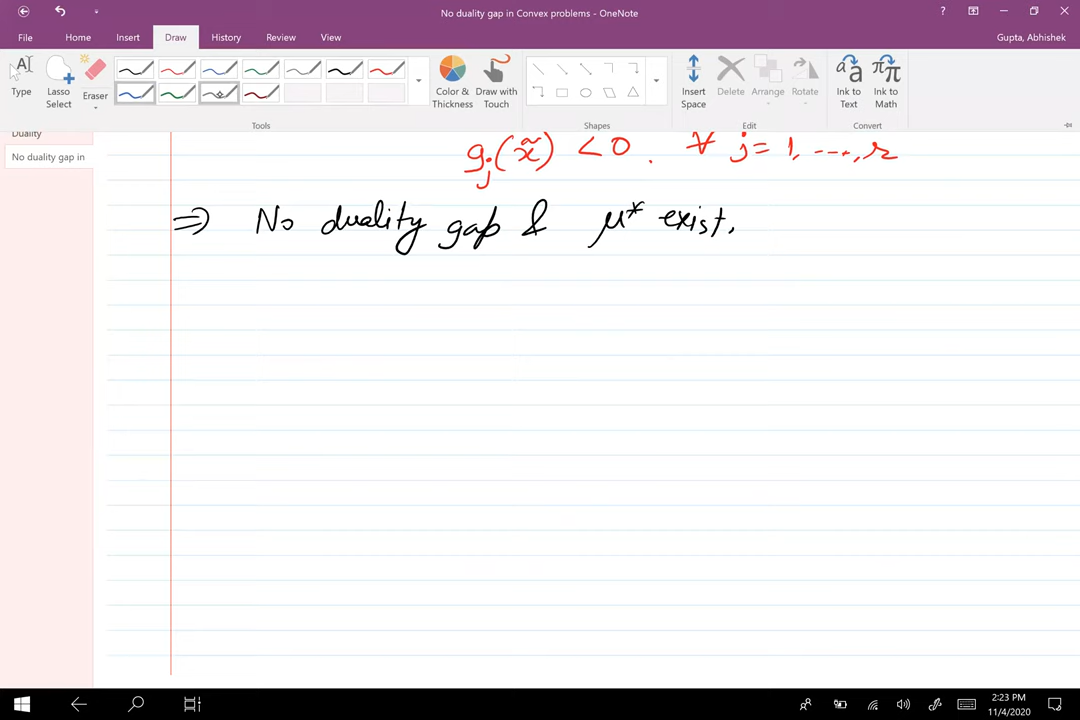 No duality gap in Convex problems - OneNote
File Home Insert Draw History Review View Gupta, Abhishek
Type Lasso Select Eraser Color & Thickness Draw with Touch Insert Space Delete Arrange Rotate Ink to Text Ink to Math
Tools Shapes Edit Convert
Duality
No duality gap in
g_j(x̃) < 0. ∀ j = 1, ...., r
⇒ No duality gap & μ* exist.
2:23 PM
11/4/2020